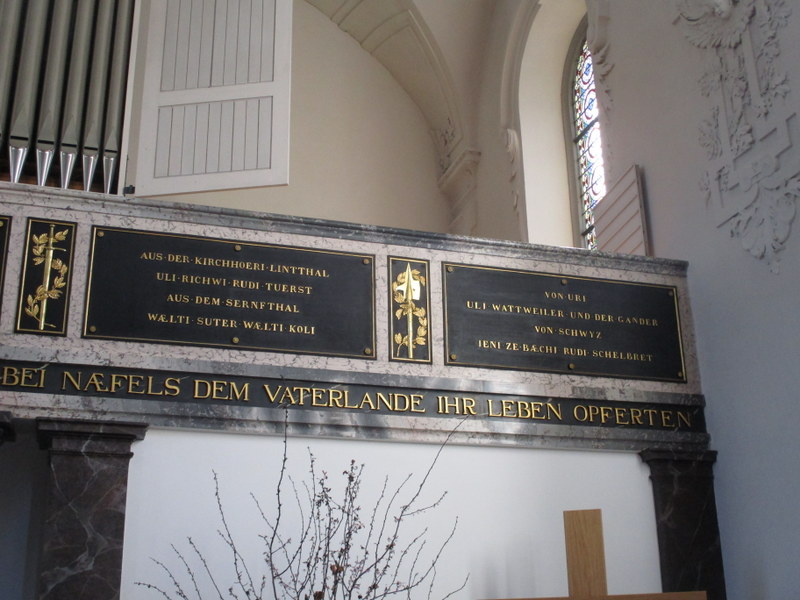 AUS·DER·KIRCHHOERI·LINTTHAL
ULI·RICHWI·RUDI·TUERST
AUS·DEM·SERNFTHAL
WÆLTI·SUTER·WÆLTI·KOLI
VON·URI
ULI WATTWEILER UND DER GANDER
VON·SCHWYZ
IENI ZE·BÆCHI RUDI·SCHELBRET
BEI NÆFELS DEM VATERLANDE IHR LEBEN OPFERTEN